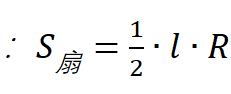 ∶ S扇 = 1/2 · l · R